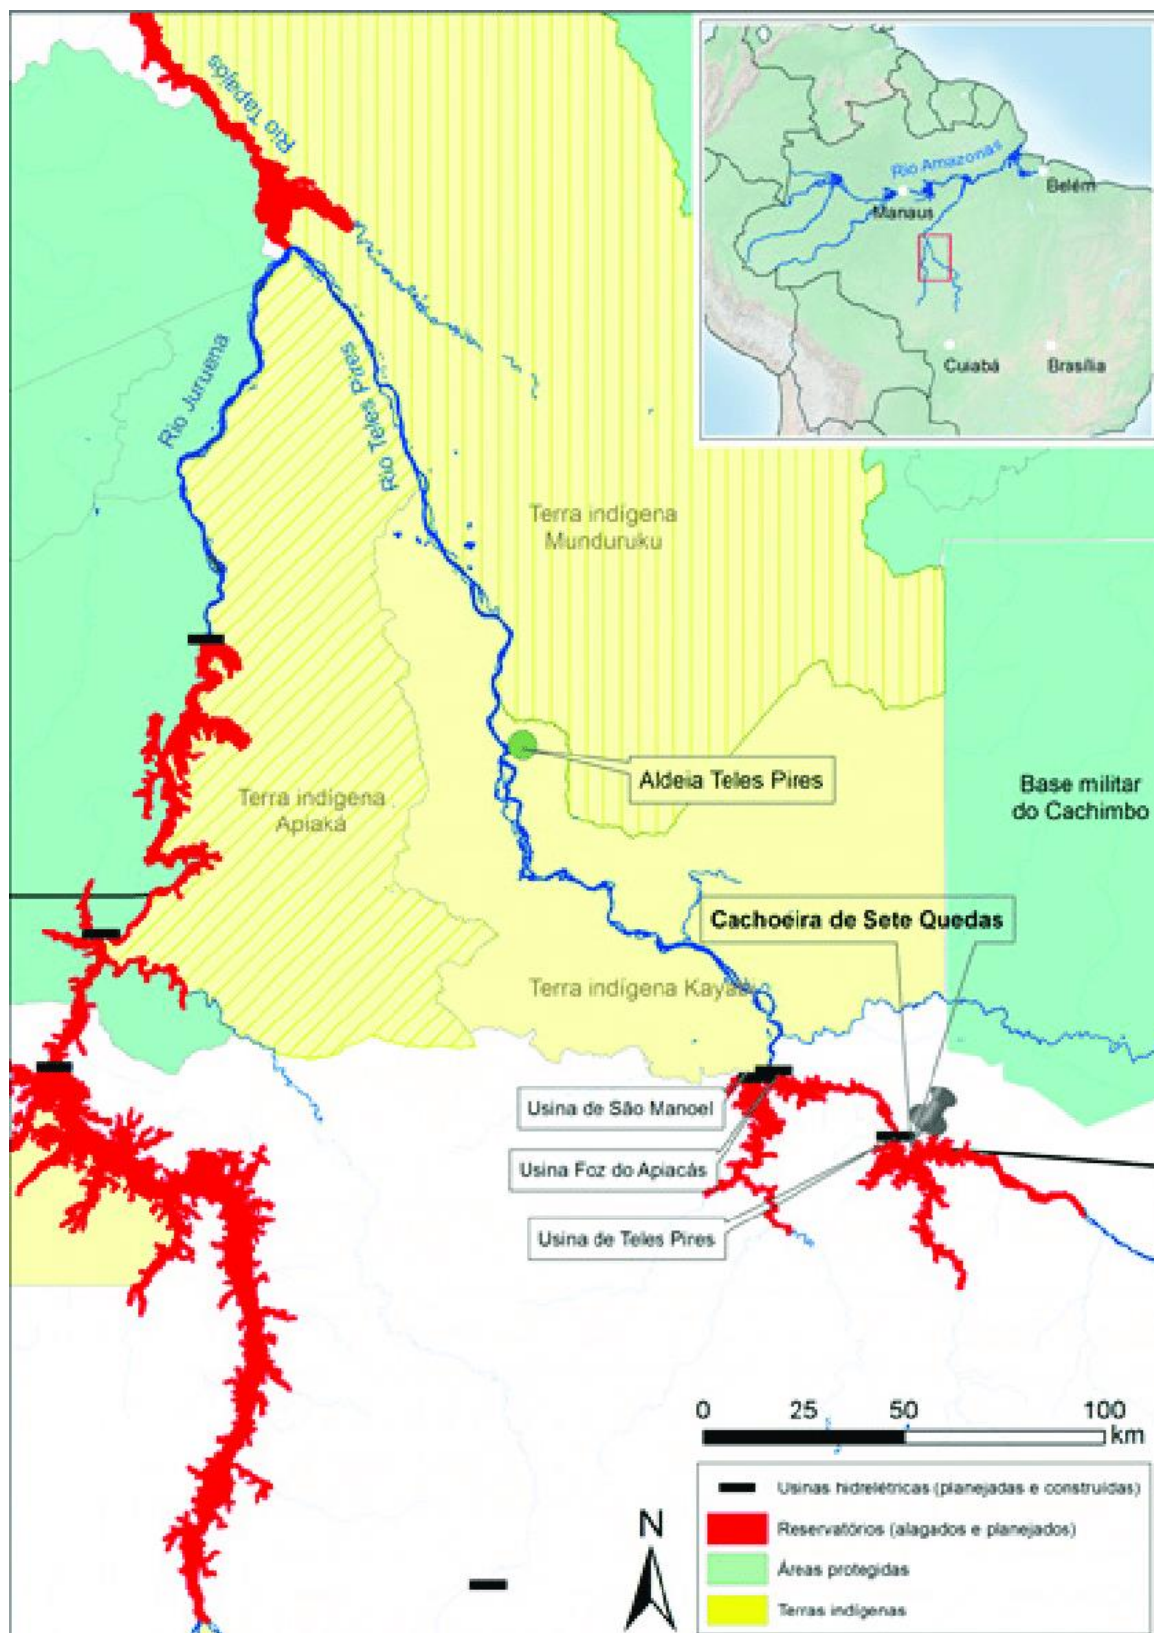 Rio Tapajós
Rio Amazonas
Belém
Manaus
Cuiabá
Brasília
Rio Juruena
Rio Teles Pires
Terra indígena
Munduruku
Aldeia Teles Pires
Base militar
do Cachimbo
Terra indígena
Apiaká
Cachoeira de Sete Quedas
Terra indígena Kayabi
Usina de São Manoel
Usina Foz do Apiacás
Usina de Teles Pires
0 25 50 100
km
N
Usinas hidrelétricas (planejadas e construídas)
Reservatórios (alagados e planejados)
Áreas protegidas
Terras indígenas